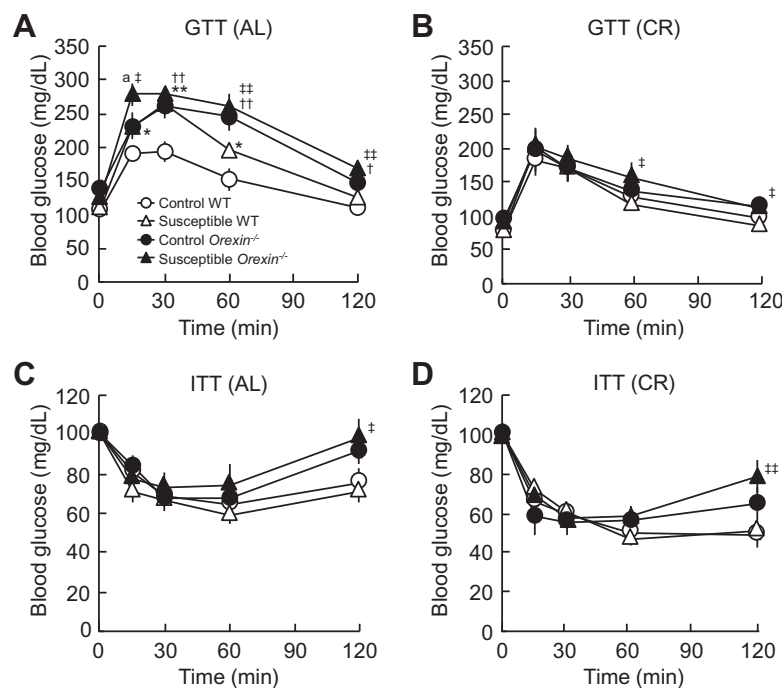 A
GTT (AL)
Blood glucose (mg/dL)
350
300
250
200
150
100
50
0
a ‡
††
**
*
‡‡
††
*
‡‡
†
Control WT
Susceptible WT
Control Orexin-/-
Susceptible Orexin-/-
0 30 60 90 120
Time (min)
B
GTT (CR)
Blood glucose (mg/dL)
350
300
250
200
150
100
50
0
‡
‡
0 30 60 90 120
Time (min)
C
ITT (AL)
Blood glucose (mg/dL)
120
100
80
60
40
20
0
‡
0 30 60 90 120
Time (min)
D
ITT (CR)
Blood glucose (mg/dL)
120
100
80
60
40
20
0
‡‡
0 30 60 90 120
Time (min)